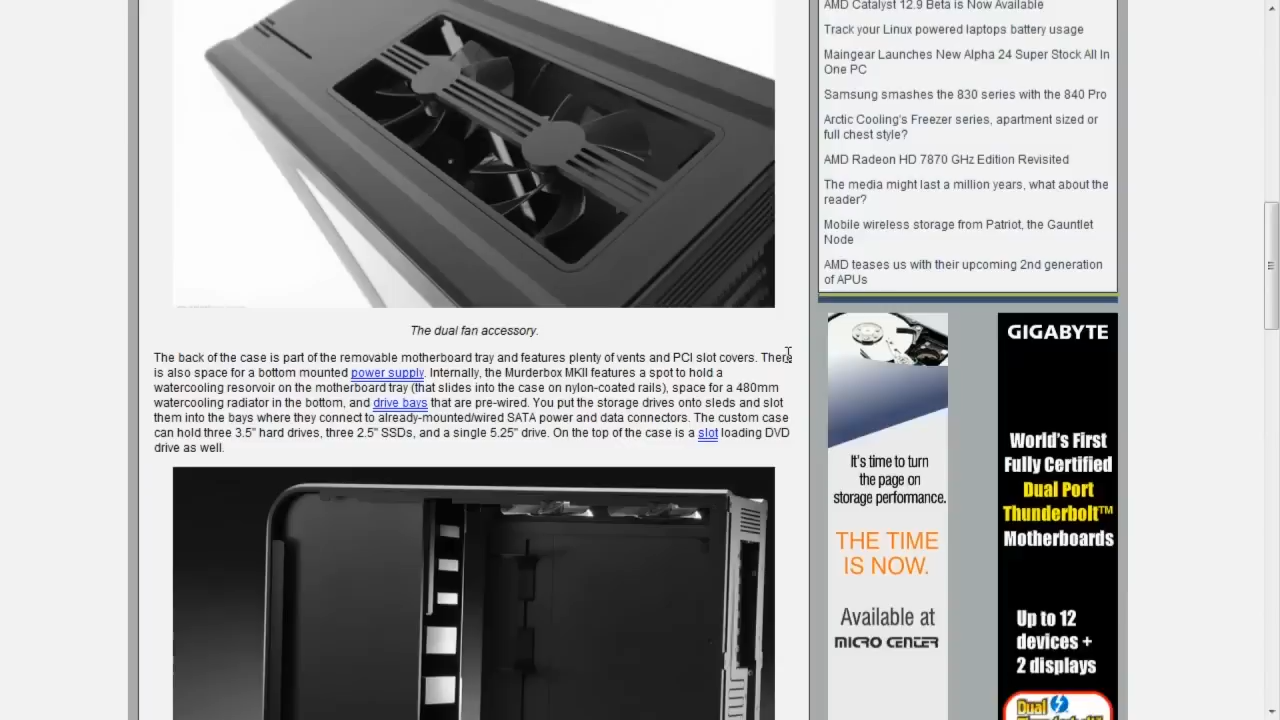 The dual fan accessory.
The back of the case is part of the removable motherboard tray and features plenty of vents and PCI slot covers. There
is also space for a bottom mounted power supply. Internally, the Murderbox MKII features a spot to hold a
watercooling resorvoir on the motherboard tray (that slides into the case on nylon-coated rails), space for a 480mm
watercooling radiator in the bottom, and drive bays that are pre-wired. You put the storage drives onto sleds and slot
them into the bays where they connect to already-mounted/wired SATA power and data connectors. The custom case
can hold three 3.5" hard drives, three 2.5" SSDs, and a single 5.25" drive. On the top of the case is a slot loading DVD
drive as well.
AMD Catalyst 12.9 Beta is Now Available
Track your Linux powered laptops battery usage
Maingear Launches New Alpha 24 Super Stock All In
One PC
Samsung smashes the 830 series with the 840 Pro
Arctic Cooling's Freezer series, apartment sized or
full chest style?
AMD Radeon HD 7870 GHz Edition Revisited
The media might last a million years, what about the
reader?
Mobile wireless storage from Patriot, the Gauntlet
Node
AMD teases us with their upcoming 2nd generation
of APUs
It's time to turn
the page on
storage performance.
THE TIME
IS NOW.
Available at
MICRO CENTER
GIGABYTE
World's First
Fully Certified
Dual Port
Thunderbolt™
Motherboards
Up to 12
devices +
2 displays
Dual